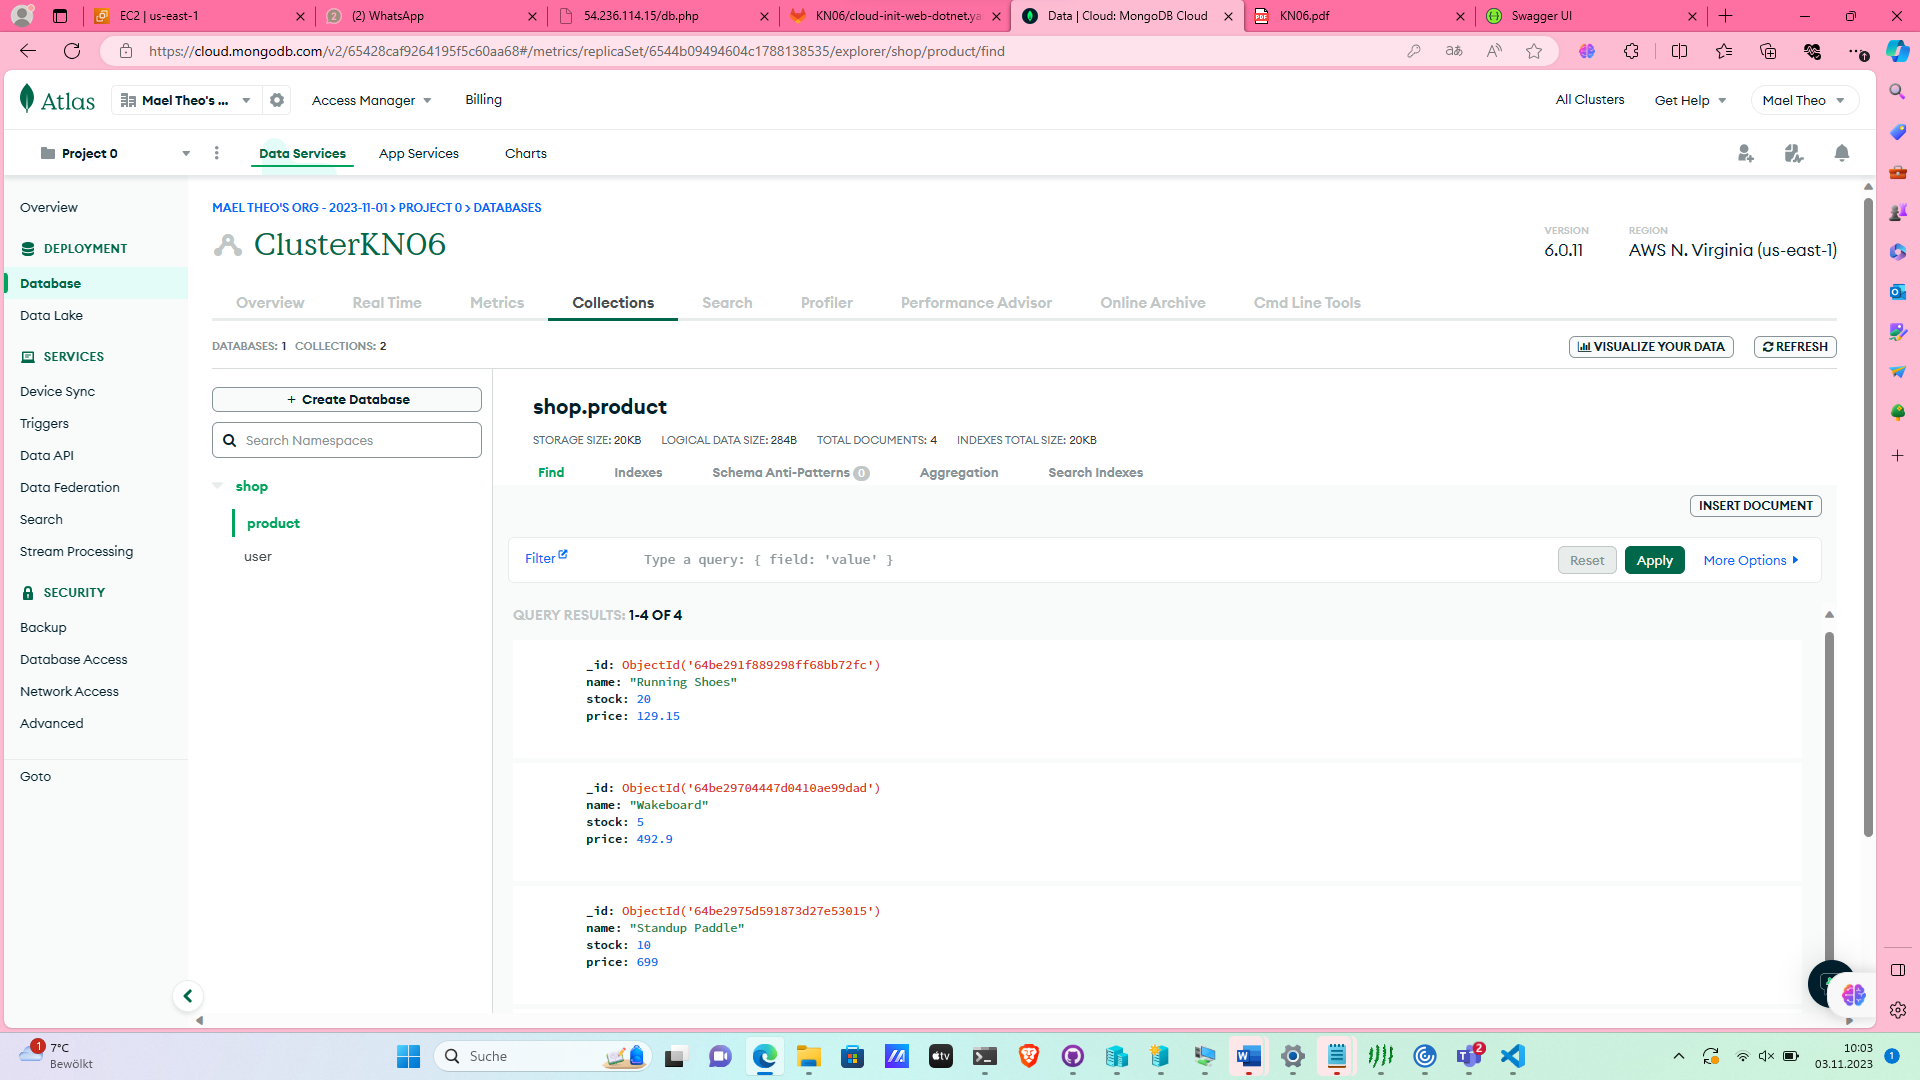 EC2 | us-east-1
(2) WhatsApp
54.236.114.15/db.php
KN06/cloud-init-web-dotnet.ya
Data | Cloud: MongoDB Cloud
KN06.pdf
Swagger UI
https://cloud.mongodb.com/v2/65428caf9264195f5c60aa68#/metrics/replicaSet/6544b09494604c1788138535/explorer/shop/product/find
Atlas
Mael Theo's ...
Access Manager
Billing
All Clusters
Get Help
Mael Theo
Project 0
Data Services
App Services
Charts
Overview
DEPLOYMENT
Database
Data Lake
SERVICES
Device Sync
Triggers
Data API
Data Federation
Search
Stream Processing
SECURITY
Backup
Database Access
Network Access
Advanced
Goto
MAEL THEO'S ORG - 2023-11-01 > PROJECT 0 > DATABASES
ClusterKN06
VERSION
6.0.11
REGION
AWS N. Virginia (us-east-1)
Overview
Real Time
Metrics
Collections
Search
Profiler
Performance Advisor
Online Archive
Cmd Line Tools
DATABASES: 1 COLLECTIONS: 2
VISUALIZE YOUR DATA
REFRESH
+ Create Database
Search Namespaces
shop
product
user
shop.product
STORAGE SIZE: 20KB
LOGICAL DATA SIZE: 284B
TOTAL DOCUMENTS: 4
INDEXES TOTAL SIZE: 20KB
Find
Indexes
Schema Anti-Patterns 0
Aggregation
Search Indexes
INSERT DOCUMENT
Filter
Type a query: { field: 'value' }
Reset
Apply
More Options
QUERY RESULTS: 1-4 OF 4
_id: ObjectId('64be291f889298ff68bb72fc')
name: "Running Shoes"
stock: 20
price: 129.15
_id: ObjectId('64be29704447d0410ae99dad')
name: "Wakeboard"
stock: 5
price: 492.9
_id: ObjectId('64be2975d591873d27e53015')
name: "Standup Paddle"
stock: 10
price: 699
1
7°C
Bewölkt
Suche
tv
2
10:03
03.11.2023
1